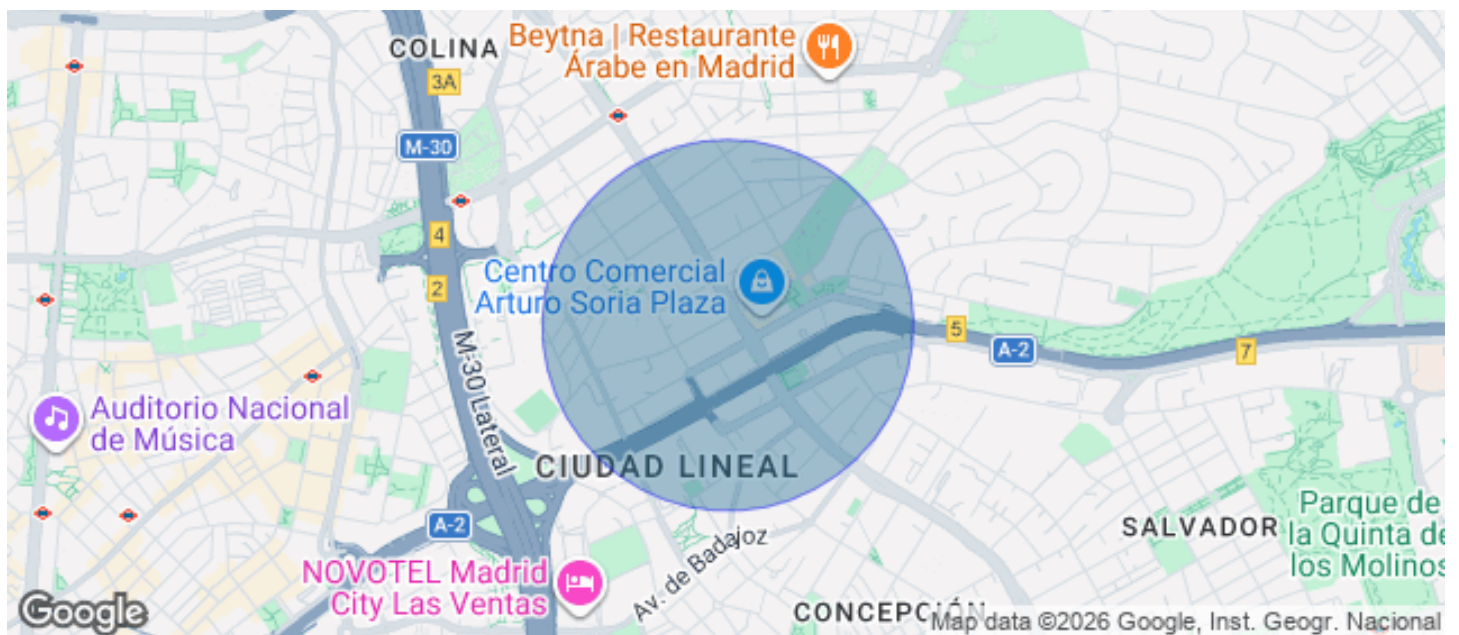 COLINA
Beytna | Restaurante
Árabe en Madrid
3A
M-30
4
2
Centro Comercial
Arturo Soria Plaza
5
A-2
7
M-30 Lateral
Auditorio Nacional
de Música
CIUDAD LINEAL
A-2
Parque de
la Quinta de
los Molinos
SALVADOR
Av. de Badajoz
NOVOTEL Madrid
City Las Ventas
CONCEPCIÓN
Google
Map data ©2026 Google, Inst. Geogr. Nacional